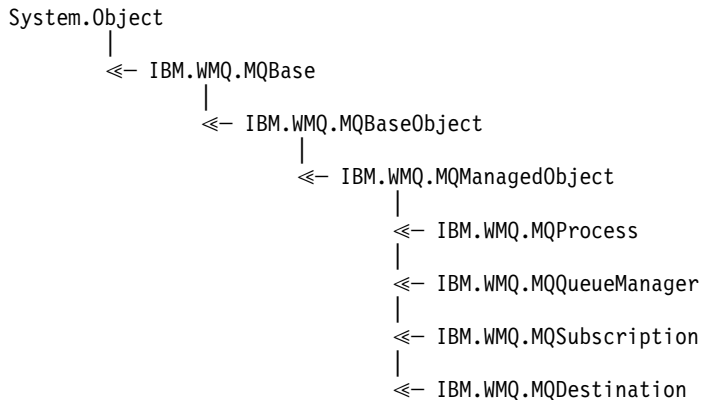 System.Object
|
≪— IBM.WMQ.MQBase
|
≪— IBM.WMQ.MQBaseObject
|
≪— IBM.WMQ.MQManagedObject
|
≪— IBM.WMQ.MQProcess
|
≪— IBM.WMQ.MQQueueManager
|
≪— IBM.WMQ.MQSubscription
|
≪— IBM.WMQ.MQDestination